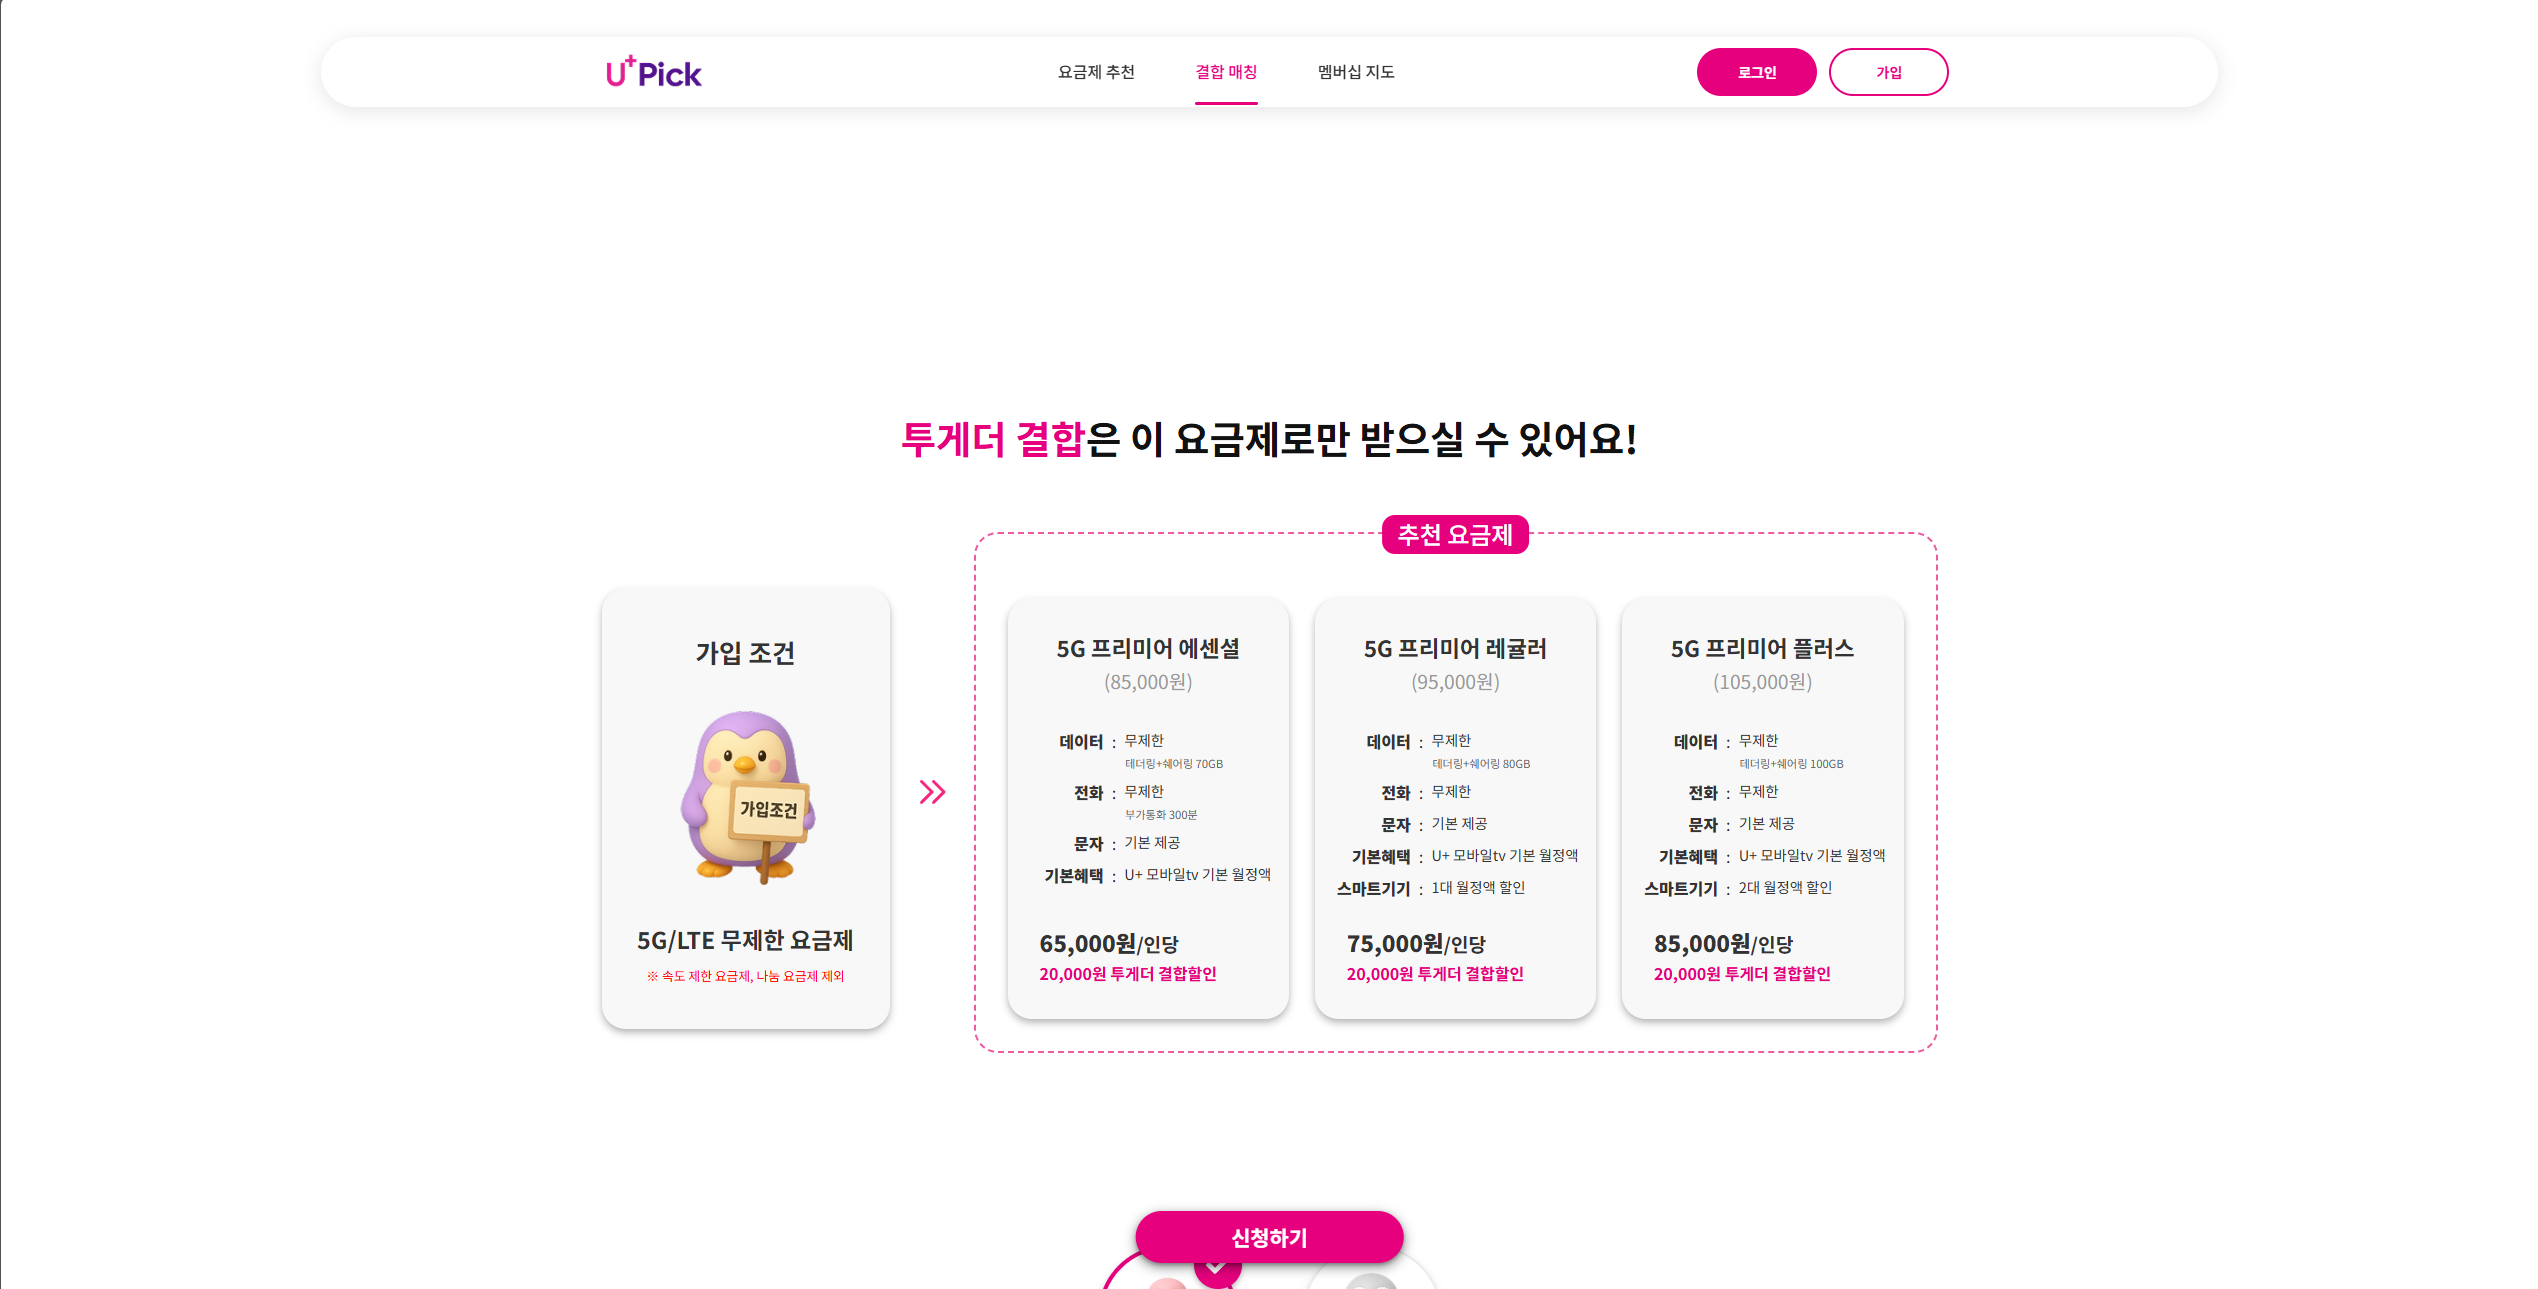 U+Pick
요금제 추천
결합 매칭
멤버십 지도
로그인
가입
투게더 결합은 이 요금제로만 받으실 수 있어요!
추천 요금제
가입 조건
가입조건
5G/LTE 무제한 요금제
※ 속도 제한 요금제, 나눔 요금제 제외
5G 프리미어 에센셜
(85,000원)
데이터 : 무제한
테더링+쉐어링 70GB
전화 : 무제한
부가통화 300분
문자 : 기본 제공
기본혜택 : U+ 모바일tv 기본 월정액
65,000원/인당
20,000원 투게더 결합할인
5G 프리미어 레귤러
(95,000원)
데이터 : 무제한
테더링+쉐어링 80GB
전화 : 무제한
문자 : 기본 제공
기본혜택 : U+ 모바일tv 기본 월정액
스마트기기 : 1대 월정액 할인
75,000원/인당
20,000원 투게더 결합할인
5G 프리미어 플러스
(105,000원)
데이터 : 무제한
테더링+쉐어링 100GB
전화 : 무제한
문자 : 기본 제공
기본혜택 : U+ 모바일tv 기본 월정액
스마트기기 : 2대 월정액 할인
85,000원/인당
20,000원 투게더 결합할인
신청하기